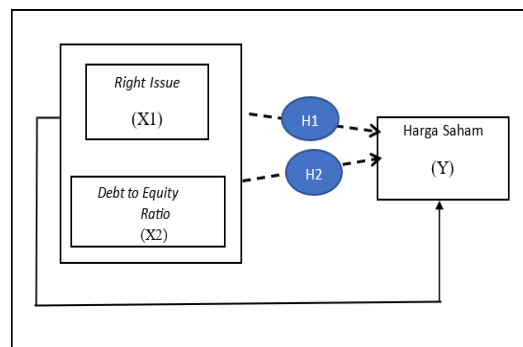 Right Issue
(X1)
H1
Harga Saham
(Y)
H2
Debt to Equity
Ratio
(X2)